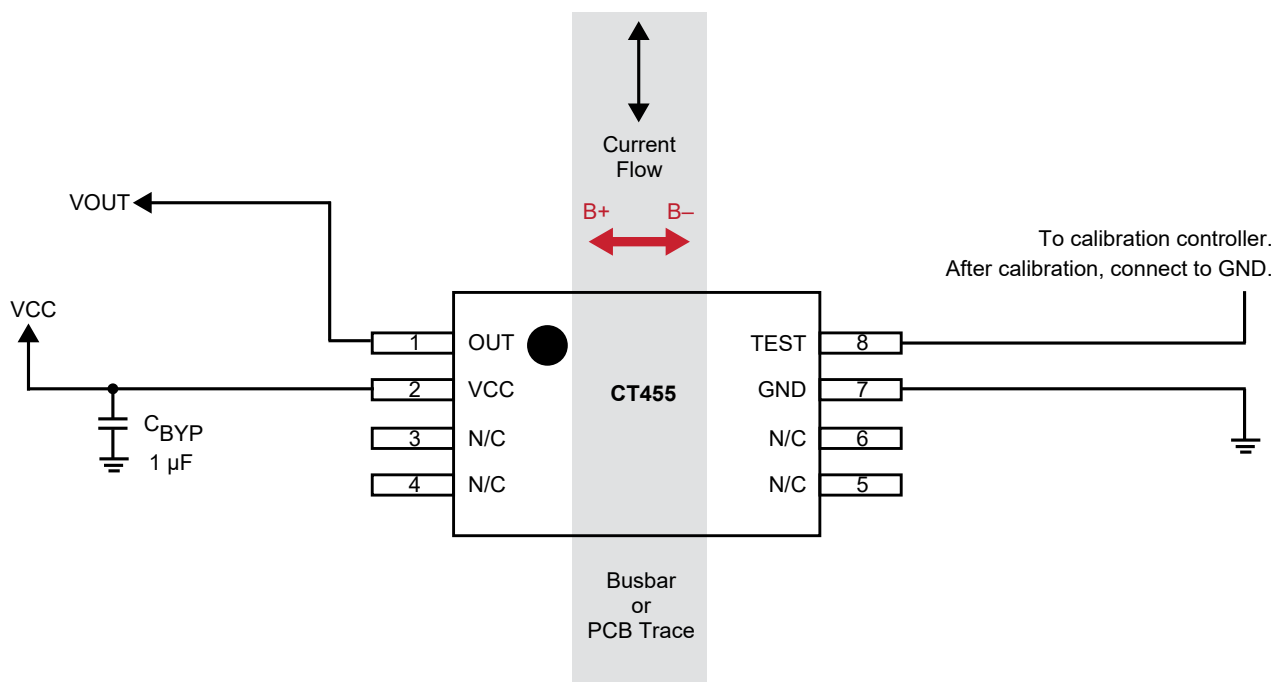 Current
Flow
VOUT
B+ B–
To calibration controller.
After calibration, connect to GND.
VCC
1 OUT TEST 8
2 VCC CT455 GND 7
CBYP
1 µF
3 N/C N/C 6
4 N/C N/C 5
Busbar
or
PCB Trace